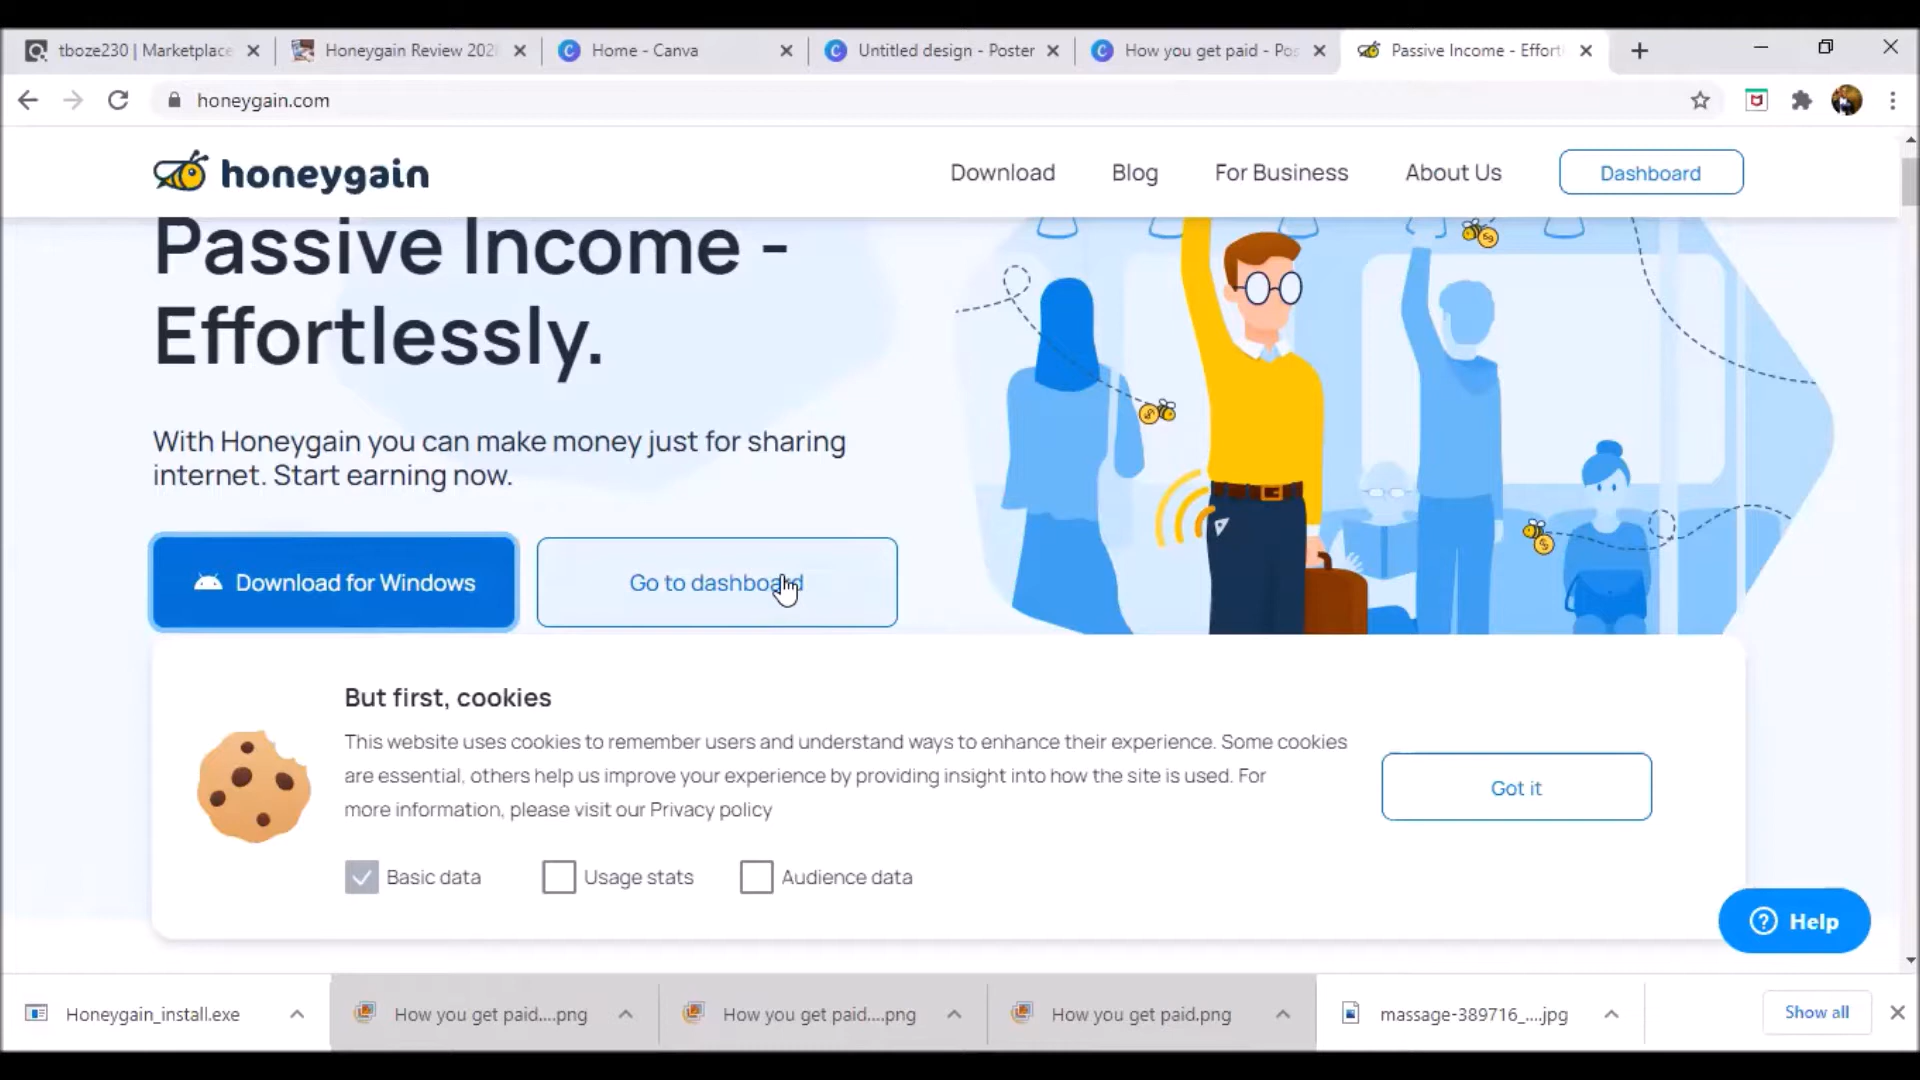 tboze230 | Marketplace
Honeygain Review 202
Home - Canva
Untitled design - Poster
How you get paid - Pos
Passive Income - Effort
honeygain.com
honeygain
Download
Blog
For Business
About Us
Dashboard
Passive Income -
Effortlessly.
With Honeygain you can make money just for sharing
internet. Start earning now.
Download for Windows
Go to dashboard
But first, cookies
This website uses cookies to remember users and understand ways to enhance their experience. Some cookies
are essential, others help us improve your experience by providing insight into how the site is used. For
more information, please visit our Privacy policy
Got it
Basic data
Usage stats
Audience data
Help
Honeygain_install.exe
How you get paid....png
How you get paid....png
How you get paid.png
massage-389716_....jpg
Show all